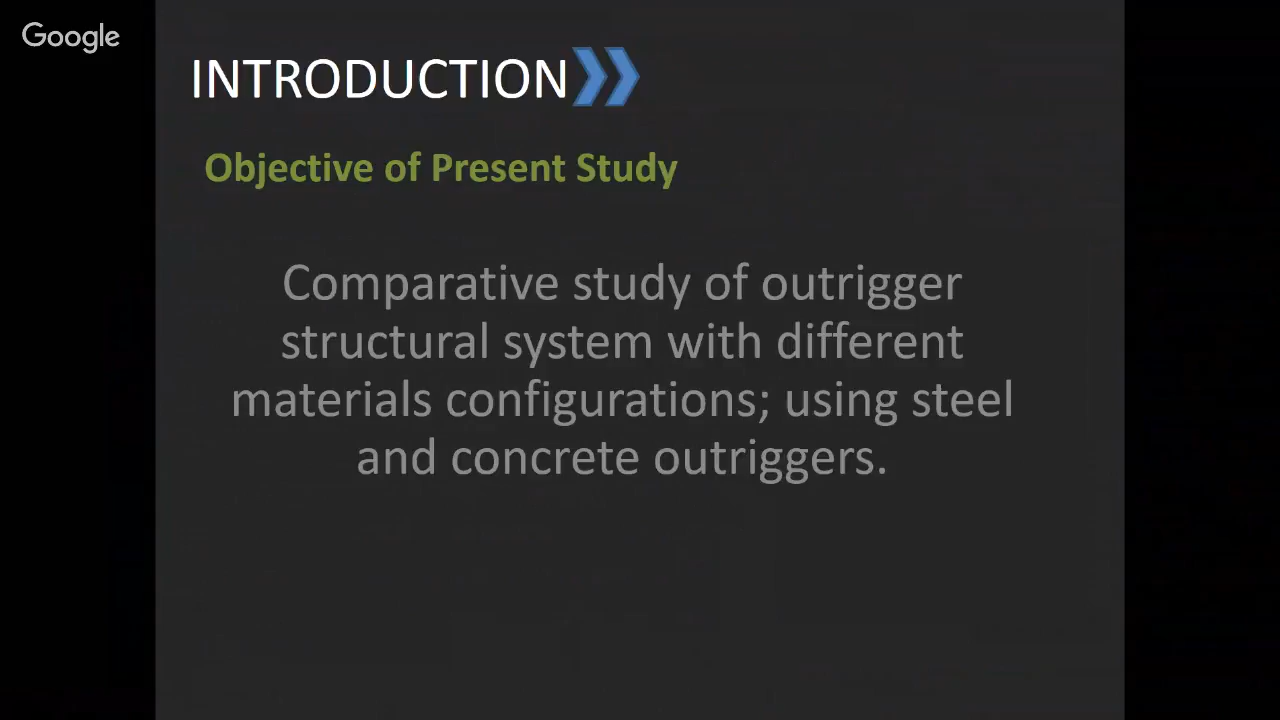 Google
INTRODUCTION
Objective of Present Study
Comparative study of outrigger
structural system with different
materials configurations; using steel
and concrete outriggers.